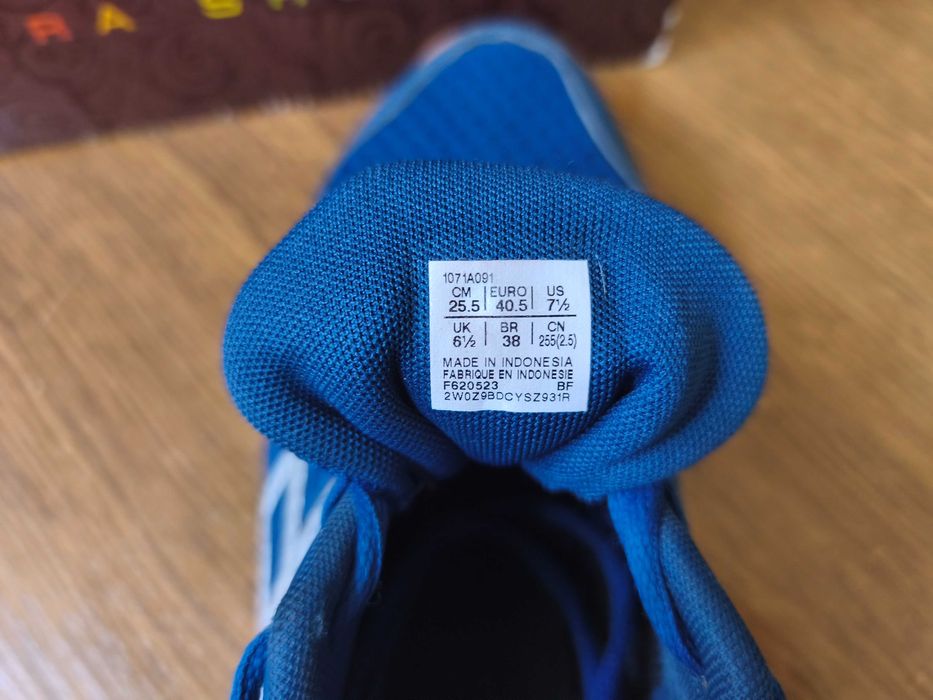 RA S
1071A091
CM | EURO | US
25.5 | 40.5 | 7½
UK | BR | CN
6½ | 38 | 255(2.5)
MADE IN INDONESIA
FABRIQUE EN INDONESIE
F620523 BF
2W0Z9BDCYSZ931R